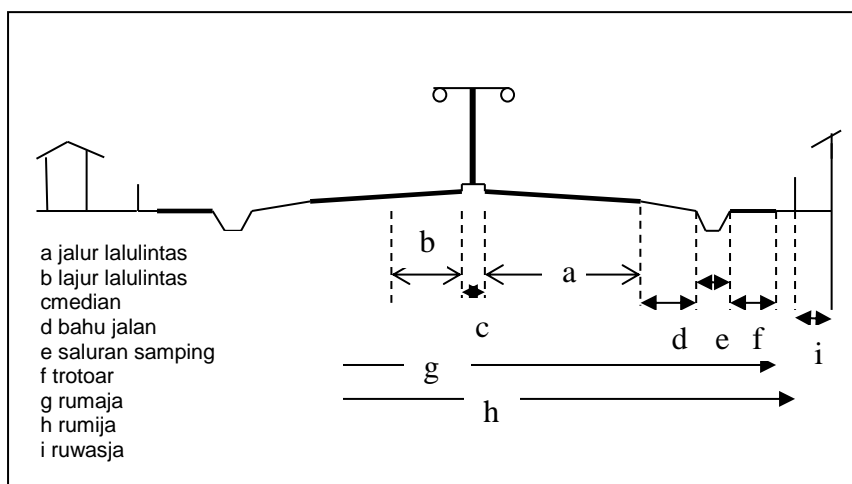 b
a
c
d
e
f
i
g
h
a jalur lalulintas
b lajur lalulintas
cmedian
d bahu jalan
e saluran samping
f trotoar
g rumaja
h rumija
i ruwasja